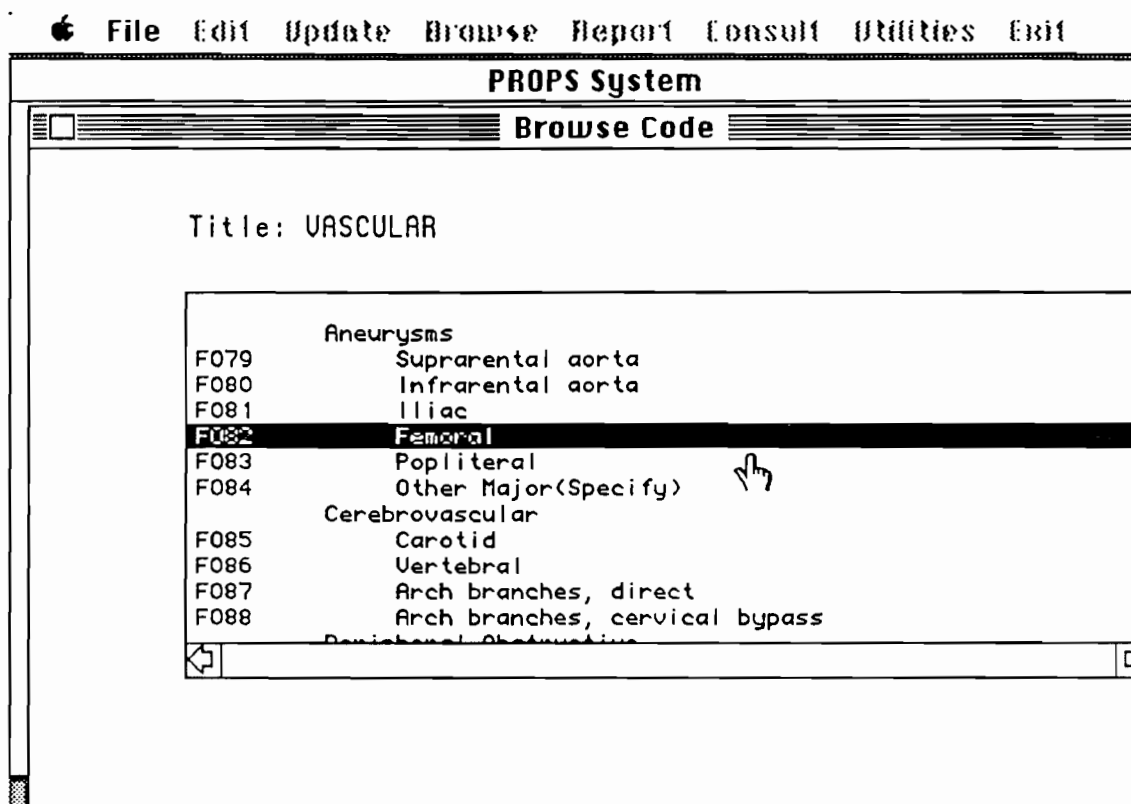 File Edit Update Browse Report Consult Utilities Exit
PROPS System
Browse Code
Title: VASCULAR
Aneurysms
F079 Suprarental aorta
F080 Infrarental aorta
F081 Iliac
F082 Femoral
F083 Popliteral
F084 Other Major(Specify)
Cerebrovascular
F085 Carotid
F086 Vertebral
F087 Arch branches, direct
F088 Arch branches, cervical bypass
Peripheral Obstructive